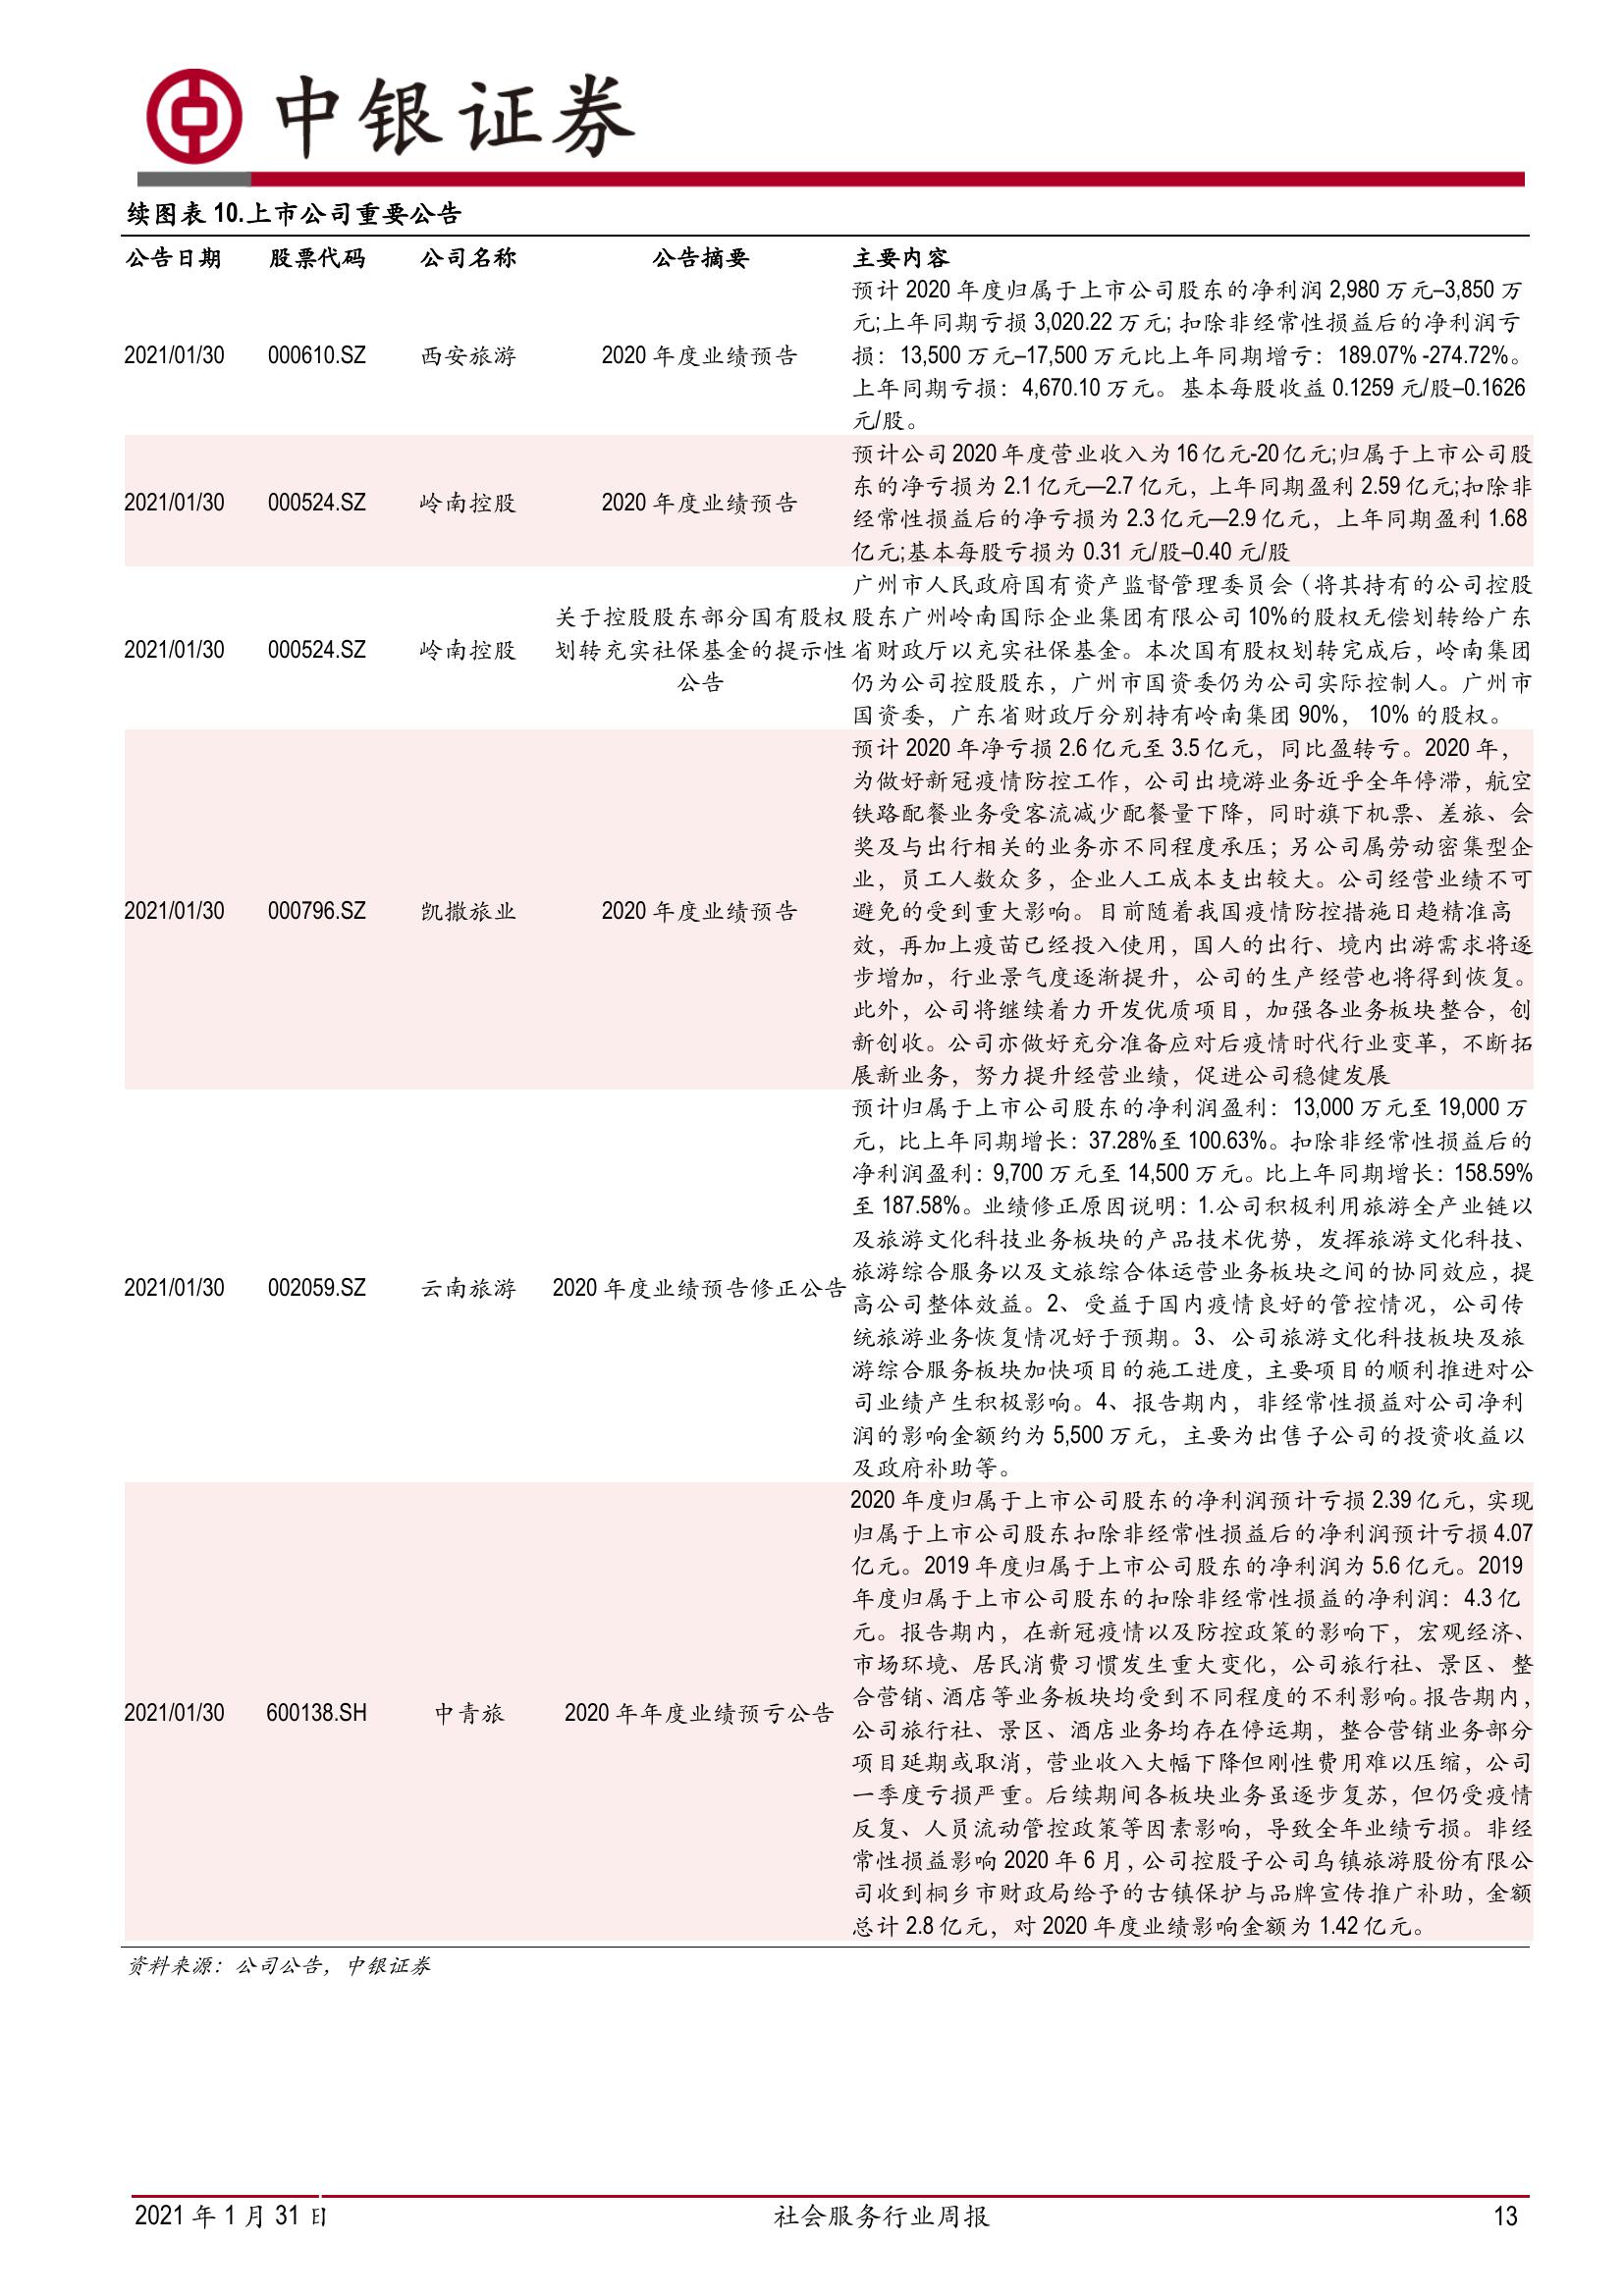 中银证券
续图表 10.上市公司重要公告
公告日期 股票代码 公司名称 公告摘要 主要内容
2021/01/30 000610.SZ 西安旅游 2020 年度业绩预告
预计 2020 年度归属于上市公司股东的净利润 2,980 万元–3,850 万
元;上年同期亏损 3,020.22 万元; 扣除非经常性损益后的净利润亏
损：13,500 万元–17,500 万元比上年同期增亏：189.07% -274.72%。
上年同期亏损：4,670.10 万元。基本每股收益 0.1259 元/股–0.1626
元/股。
2021/01/30 000524.SZ 岭南控股 2020 年度业绩预告
预计公司 2020 年度营业收入为 16 亿元-20 亿元;归属于上市公司股
东的净亏损为 2.1 亿元—2.7 亿元，上年同期盈利 2.59 亿元;扣除非
经常性损益后的净亏损为 2.3 亿元—2.9 亿元，上年同期盈利 1.68
亿元;基本每股亏损为 0.31 元/股–0.40 元/股
2021/01/30 000524.SZ 岭南控股
关于控股股东部分国有股权
划转充实社保基金的提示性
公告
广州市人民政府国有资产监督管理委员会（将其持有的公司控股
股东广州岭南国际企业集团有限公司 10%的股权无偿划转给广东
省财政厅以充实社保基金。本次国有股权划转完成后，岭南集团
仍为公司控股股东，广州市国资委仍为公司实际控制人。广州市
国资委，广东省财政厅分别持有岭南集团 90%， 10% 的股权。
2021/01/30 000796.SZ 凯撒旅业 2020 年度业绩预告
预计 2020 年净亏损 2.6 亿元至 3.5 亿元，同比盈转亏。2020 年，
为做好新冠疫情防控工作，公司出境游业务近乎全年停滞，航空
铁路配餐业务受客流减少配餐量下降，同时旗下机票、差旅、会
奖及与出行相关的业务亦不同程度承压；另公司属劳动密集型企
业，员工人数众多，企业人工成本支出较大。公司经营业绩不可
避免的受到重大影响。目前随着我国疫情防控措施日趋精准高
效，再加上疫苗已经投入使用，国人的出行、境内出游需求将逐
步增加，行业景气度逐渐提升，公司的生产经营也将得到恢复。
此外，公司将继续着力开发优质项目，加强各业务板块整合，创
新创收。公司亦做好充分准备应对后疫情时代行业变革，不断拓
展新业务，努力提升经营业绩，促进公司稳健发展
2021/01/30 002059.SZ 云南旅游 2020 年度业绩预告修正公告
预计归属于上市公司股东的净利润盈利：13,000 万元至 19,000 万
元，比上年同期增长：37.28%至 100.63%。扣除非经常性损益后的
净利润盈利：9,700 万元至 14,500 万元。比上年同期增长：158.59%
至 187.58%。业绩修正原因说明：1.公司积极利用旅游全产业链以
及旅游文化科技业务板块的产品技术优势，发挥旅游文化科技、
旅游综合服务以及文旅综合体运营业务板块之间的协同效应，提
高公司整体效益。2、受益于国内疫情良好的管控情况，公司传
统旅游业务恢复情况好于预期。3、公司旅游文化科技板块及旅
游综合服务板块加快项目的施工进度，主要项目的顺利推进对公
司业绩产生积极影响。4、报告期内，非经常性损益对公司净利
润的影响金额约为 5,500 万元，主要为出售子公司的投资收益以
及政府补助等。
2021/01/30 600138.SH 中青旅 2020 年年度业绩预亏公告
2020 年度归属于上市公司股东的净利润预计亏损 2.39 亿元，实现
归属于上市公司股东扣除非经常性损益后的净利润预计亏损 4.07
亿元。2019 年度归属于上市公司股东的净利润为 5.6 亿元。2019
年度归属于上市公司股东的扣除非经常性损益的净利润：4.3 亿
元。报告期内，在新冠疫情以及防控政策的影响下，宏观经济、
市场环境、居民消费习惯发生重大变化，公司旅行社、景区、整
合营销、酒店等业务板块均受到不同程度的不利影响。报告期内，
公司旅行社、景区、酒店业务均存在停运期，整合营销业务部分
项目延期或取消，营业收入大幅下降但刚性费用难以压缩，公司
一季度亏损严重。后续期间各板块业务虽逐步复苏，但仍受疫情
反复、人员流动管控政策等因素影响，导致全年业绩亏损。非经
常性损益影响 2020 年 6 月，公司控股子公司乌镇旅游股份有限公
司收到桐乡市财政局给予的古镇保护与品牌宣传推广补助，金额
总计 2.8 亿元，对 2020 年度业绩影响金额为 1.42 亿元。
资料来源：公司公告，中银证券
2021 年 1 月 31 日 社会服务行业周报 13